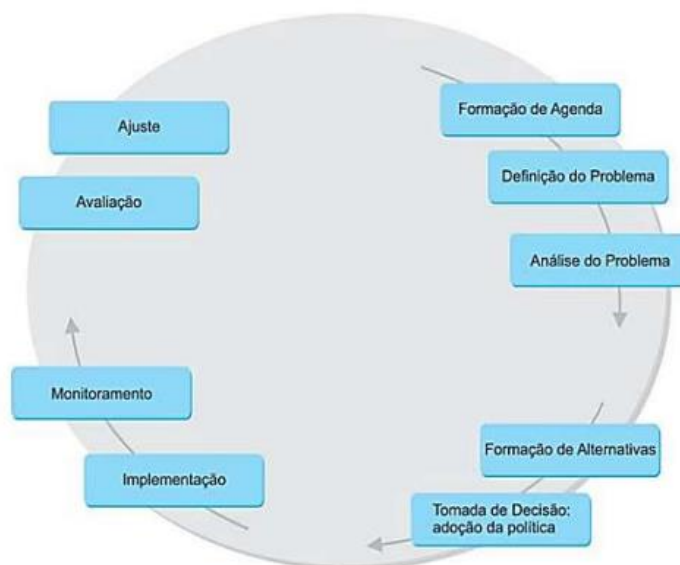 Formação de Agenda
Definição do Problema
Análise do Problema
Formação de Alternativas
Tomada de Decisão:
adoção da política
Implementação
Monitoramento
Avaliação
Ajuste